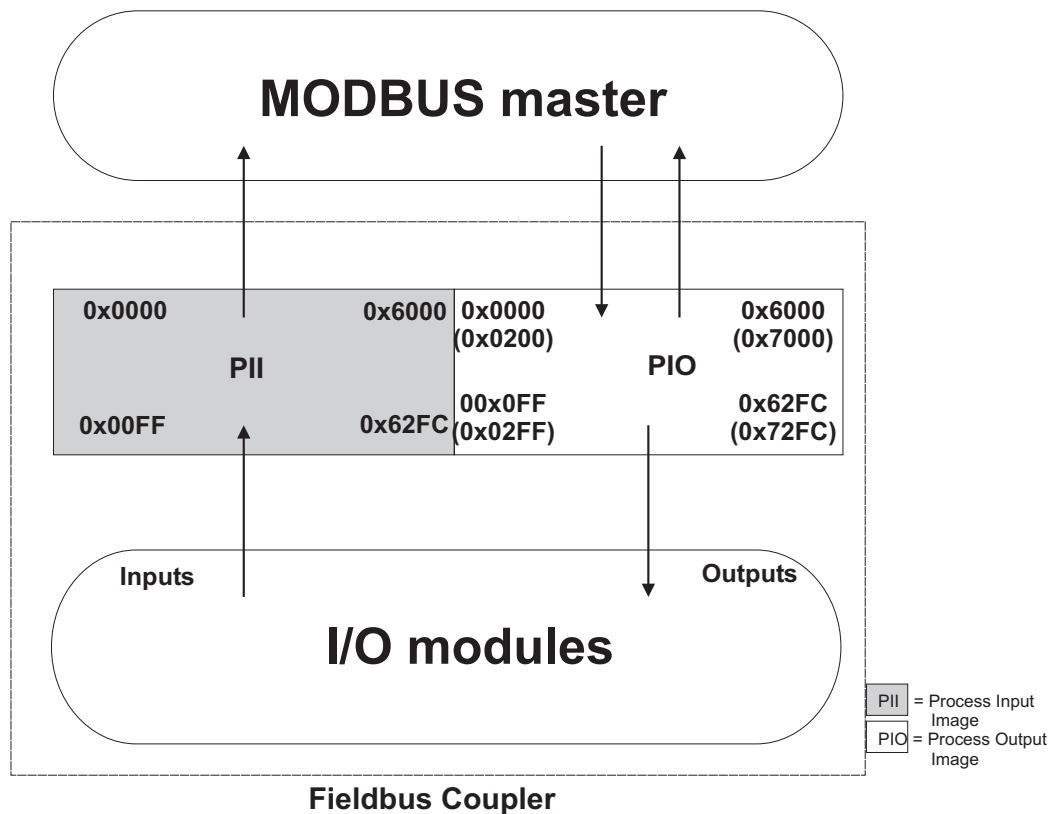 MODBUS master
0x0000
0x6000
PII
0x00FF
0x62FC
0x0000
(0x0200)
0x6000
(0x7000)
PIO
00x0FF
(0x02FF)
0x62FC
(0x72FC)
Inputs
Outputs
I/O modules
PII = Process Input
Image
PIO = Process Output
Image
Fieldbus Coupler